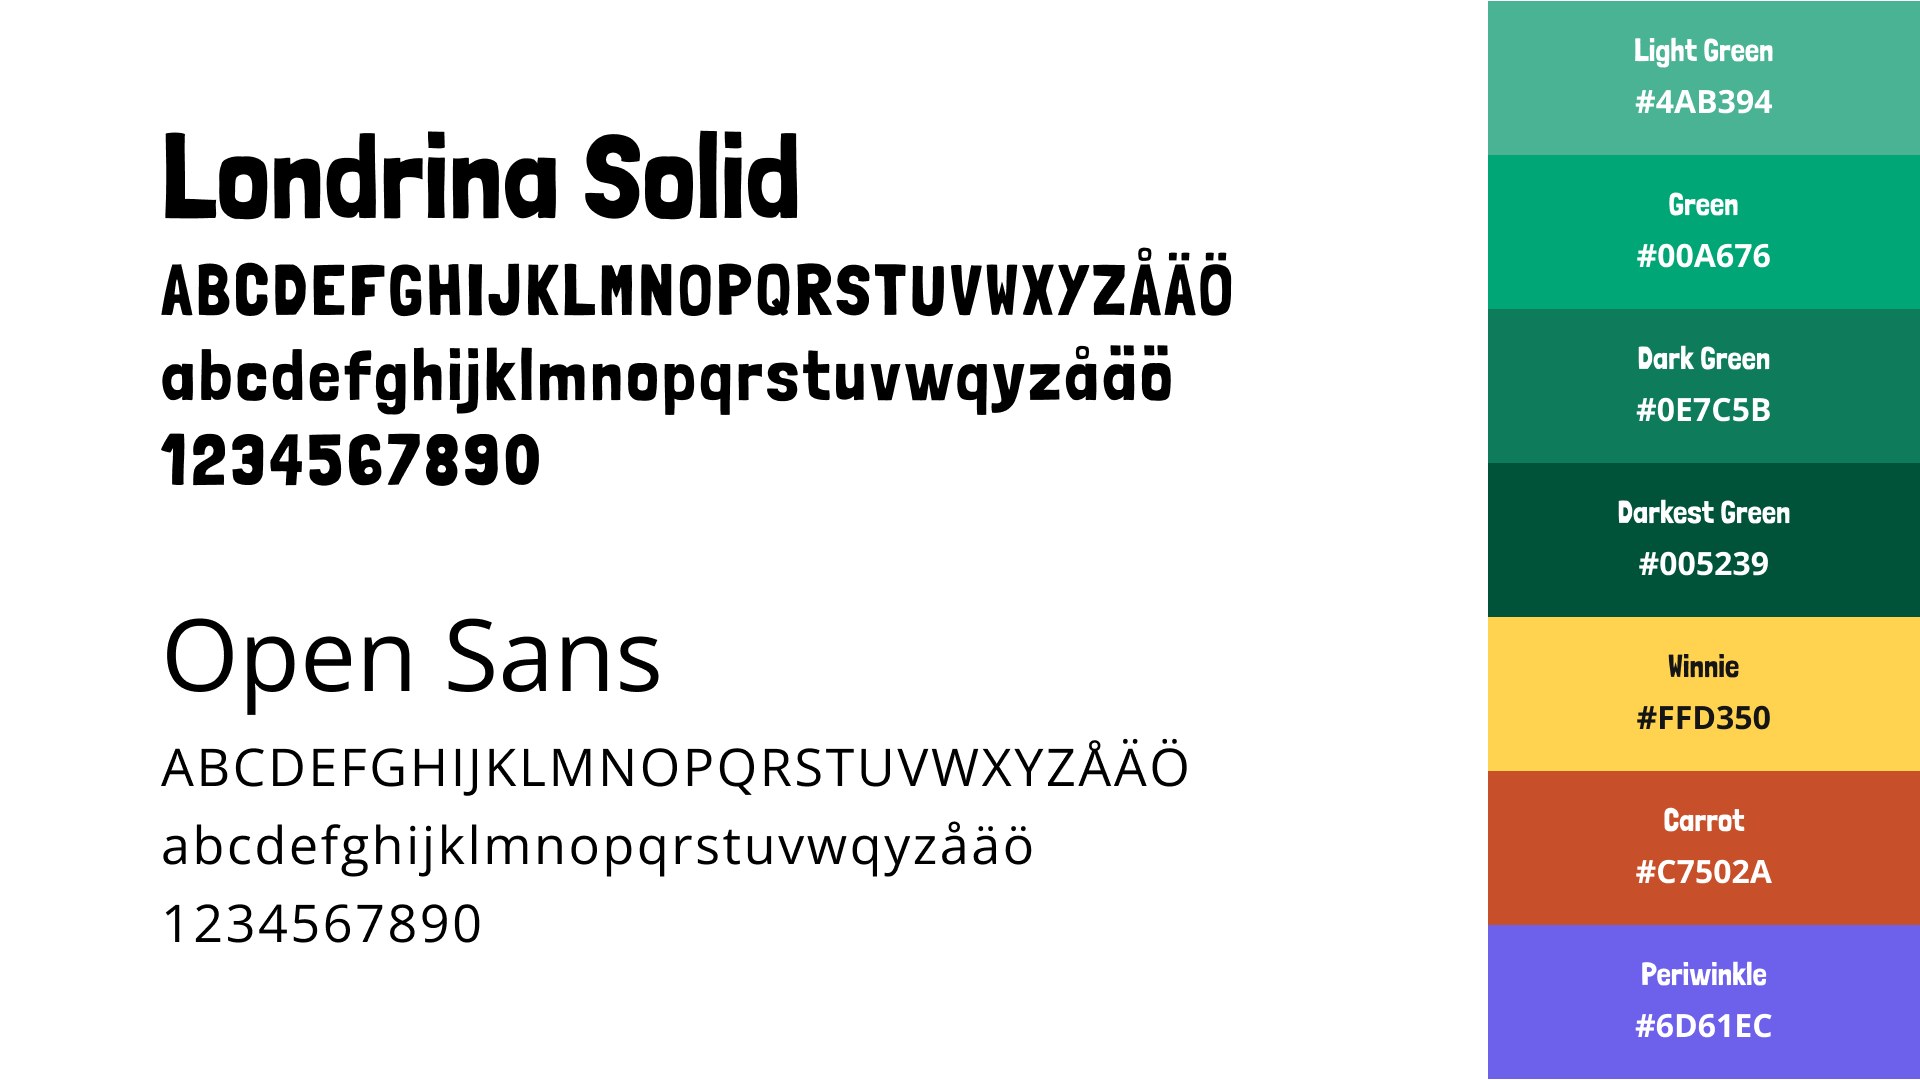 Londrina Solid
ABCDEFGHIJKLMNOPQRSTUVWXYZÅÄÖ
abcdefghijklmnopqrstuvwqyzåäö
1234567890
Open Sans
ABCDEFGHIJKLMNOPQRSTUVWXYZÅÄÖ
abcdefghijklmnopqrstuvwqyzåäö
1234567890
Light Green
#4AB394
Green
#00A676
Dark Green
#0E7C5B
Darkest Green
#005239
Winnie
#FFD350
Carrot
#C7502A
Periwinkle
#6D61EC